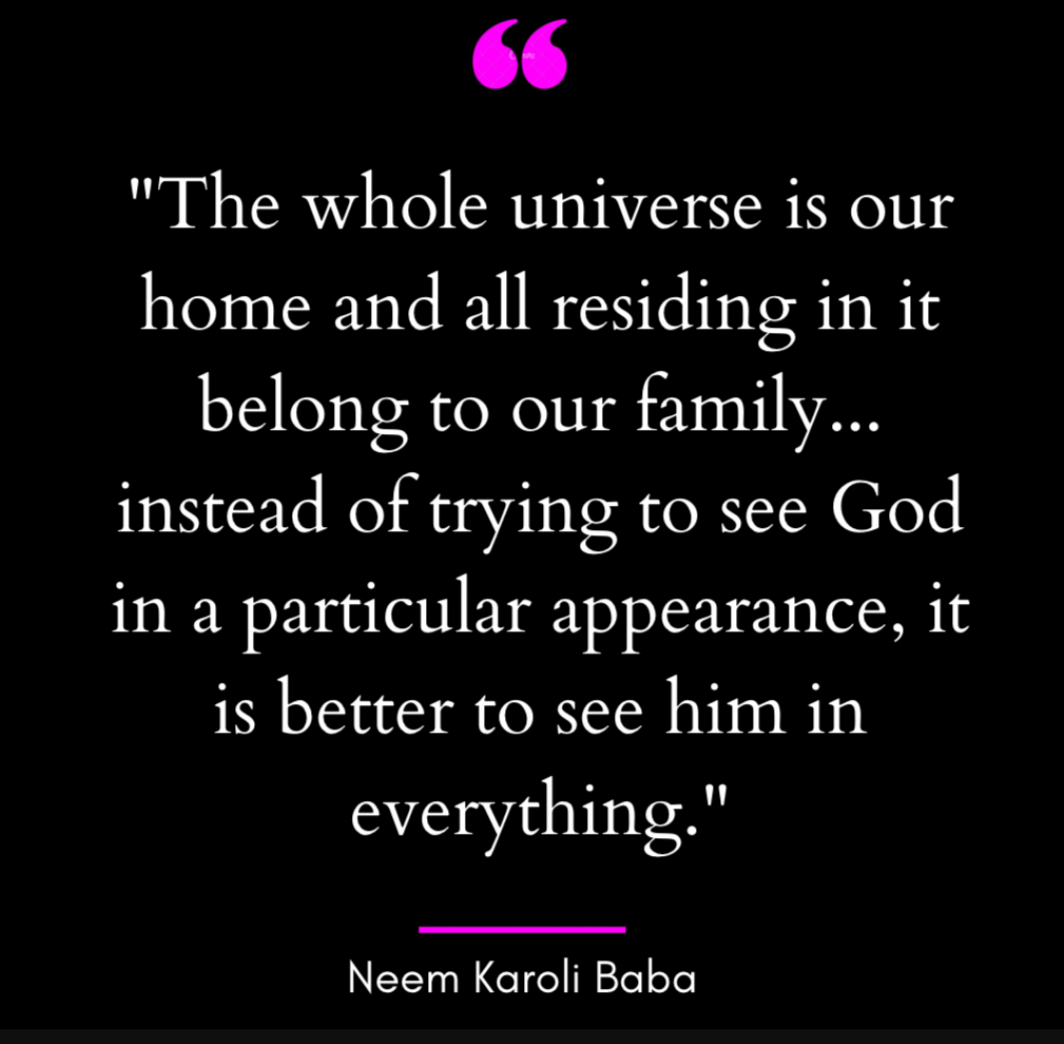 "The whole universe is our
home and all residing in it
belong to our family...
instead of trying to see God
in a particular appearance, it
is better to see him in
everything."
Neem Karoli Baba